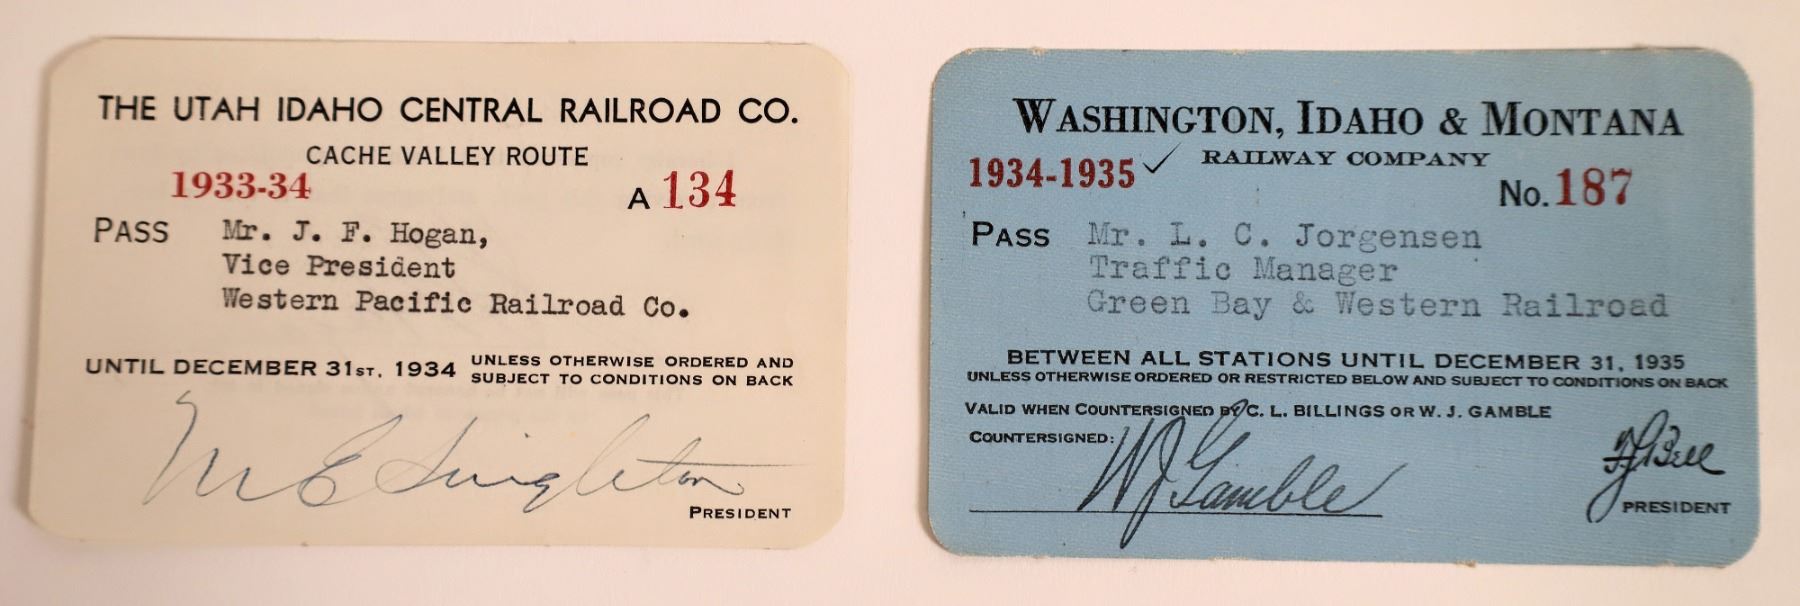 THE UTAH IDAHO CENTRAL RAILROAD CO.
CACHE VALLEY ROUTE
1933-34
A 134
PASS Mr. J. F. Hogan,
Vice President
Western Pacific Railroad Co.
UNTIL DECEMBER 31ST, 1934
UNLESS OTHERWISE ORDERED AND
SUBJECT TO CONDITIONS ON BACK
M E Singleton
PRESIDENT
WASHINGTON, IDAHO & MONTANA
RAILWAY COMPANY
1934-1935
No. 187
PASS Mr. L. C. Jorgensen
Traffic Manager
Green Bay & Western Railroad
BETWEEN ALL STATIONS UNTIL DECEMBER 31, 1935
UNLESS OTHERWISE ORDERED OR RESTRICTED BELOW AND SUBJECT TO CONDITIONS ON BACK
VALID WHEN COUNTERSIGNED BY C. L. BILLINGS OR W. J. GAMBLE
COUNTERSIGNED:
W J Gamble
Bell
PRESIDENT